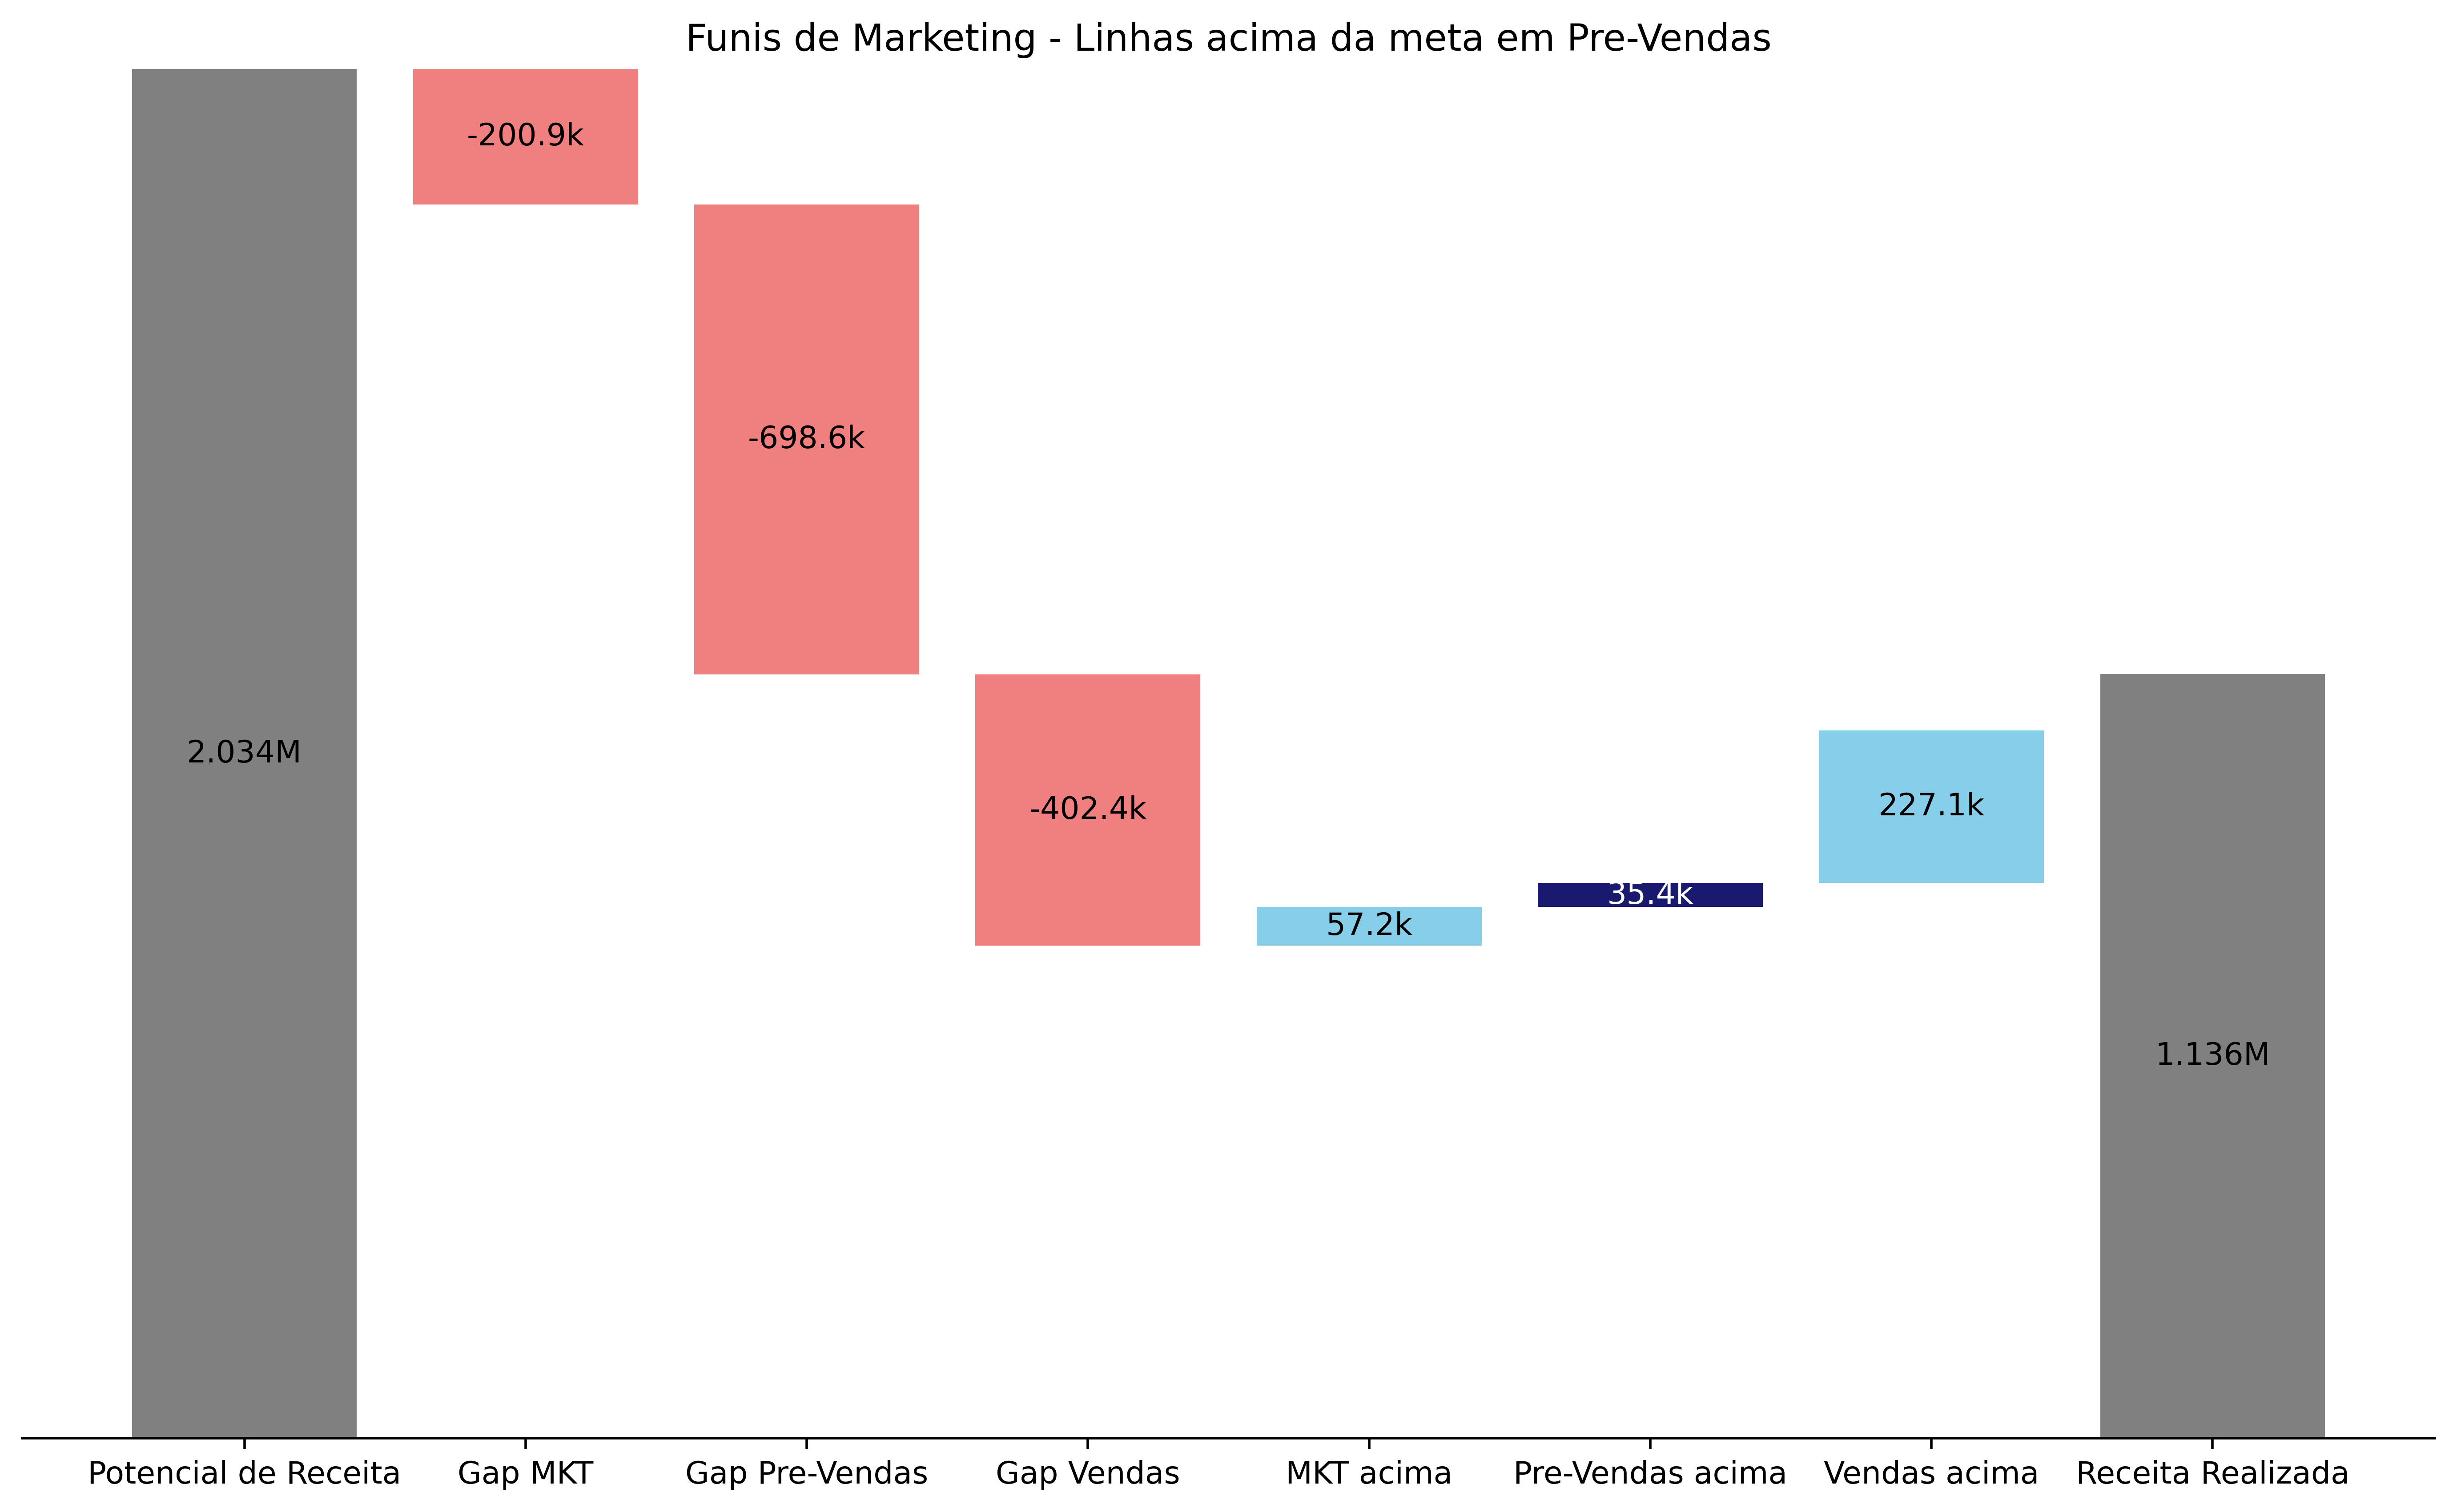 Funis de Marketing - Linhas acima da meta em Pre-Vendas
-200.9k
-698.6k
2.034M
-402.4k
57.2k
35.4k
227.1k
1.136M
Potencial de Receita
Gap MKT
Gap Pre-Vendas
Gap Vendas
MKT acima
Pre-Vendas acima
Vendas acima
Receita Realizada